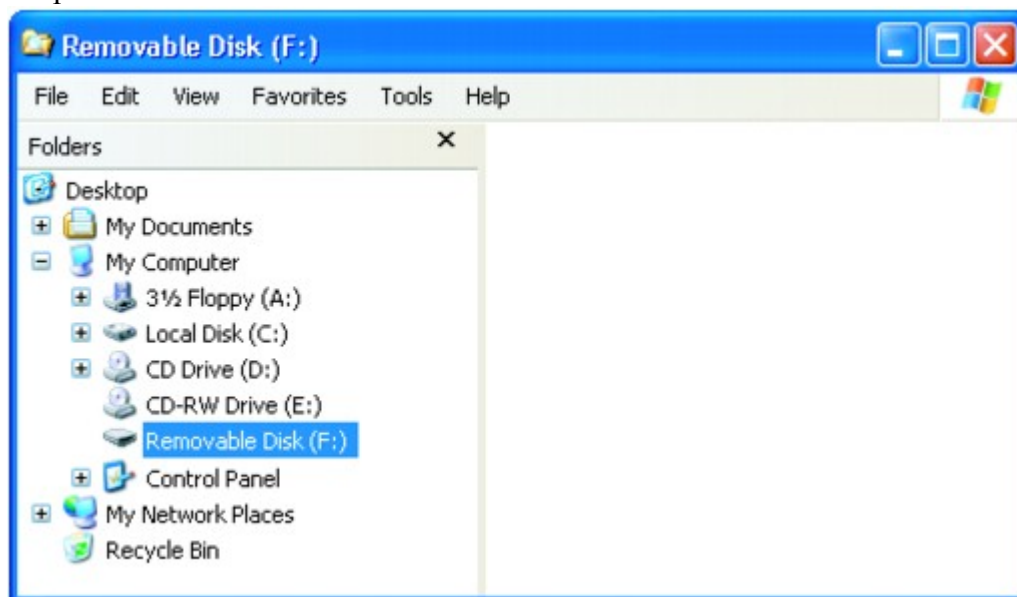 Removable Disk (F:)
File Edit View Favorites Tools Help
Folders
Desktop
My Documents
My Computer
3½ Floppy (A:)
Local Disk (C:)
CD Drive (D:)
CD-RW Drive (E:)
Removable Disk (F:)
Control Panel
My Network Places
Recycle Bin